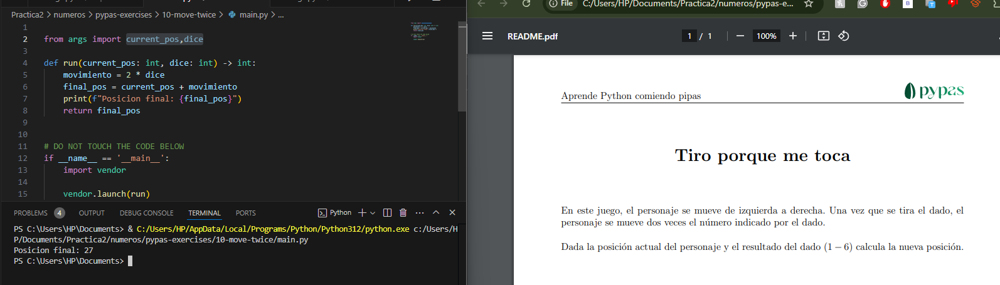 Practica2 > numeros > pypas-exercises > 10-move-twice > main.py > ...
1
2 from args import current_pos,dice
3
4 def run(current_pos: int, dice: int) -> int:
5 movimiento = 2 * dice
6 final_pos = current_pos + movimiento
7 print(f"Posicion final: {final_pos}")
8 return final_pos
9
10
11 # DO NOT TOUCH THE CODE BELOW
12 if __name__ == '__main__':
13 import vendor
14
15 vendor.launch(run)
PROBLEMS 4 OUTPUT DEBUG CONSOLE TERMINAL PORTS Python
PS C:\Users\HP\Documents> & C:/Users/HP/AppData/Local/Programs/Python/Python312/python.exe c:/Users/H
P/Documents/Practica2/numeros/pypas-exercises/10-move-twice/main.py
Posicion final: 27
PS C:\Users\HP\Documents>
File C:/Users/HP/Documents/Practica2/numeros/pypas-e...
README.pdf 1 / 1 100%
Aprende Python comiendo pipas
pypas
Tiro porque me toca
En este juego, el personaje se mueve de izquierda a derecha. Una vez que se tira el dado, el
personaje se mueve dos veces el número indicado por el dado.
Dada la posición actual del personaje y el resultado del dado (1 − 6) calcula la nueva posición.